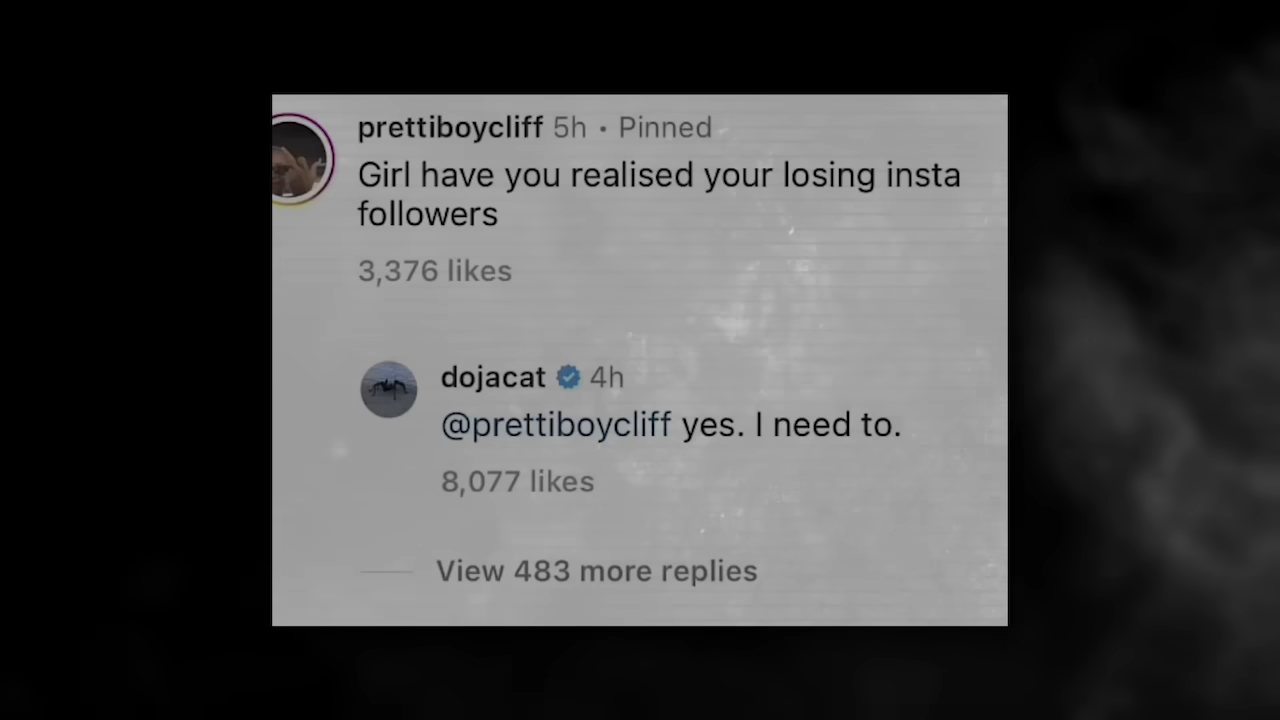 prettiboycliff 5h • Pinned
Girl have you realised your losing insta
followers
3,376 likes
dojacat 4h
@prettiboycliff yes. I need to.
8,077 likes
View 483 more replies